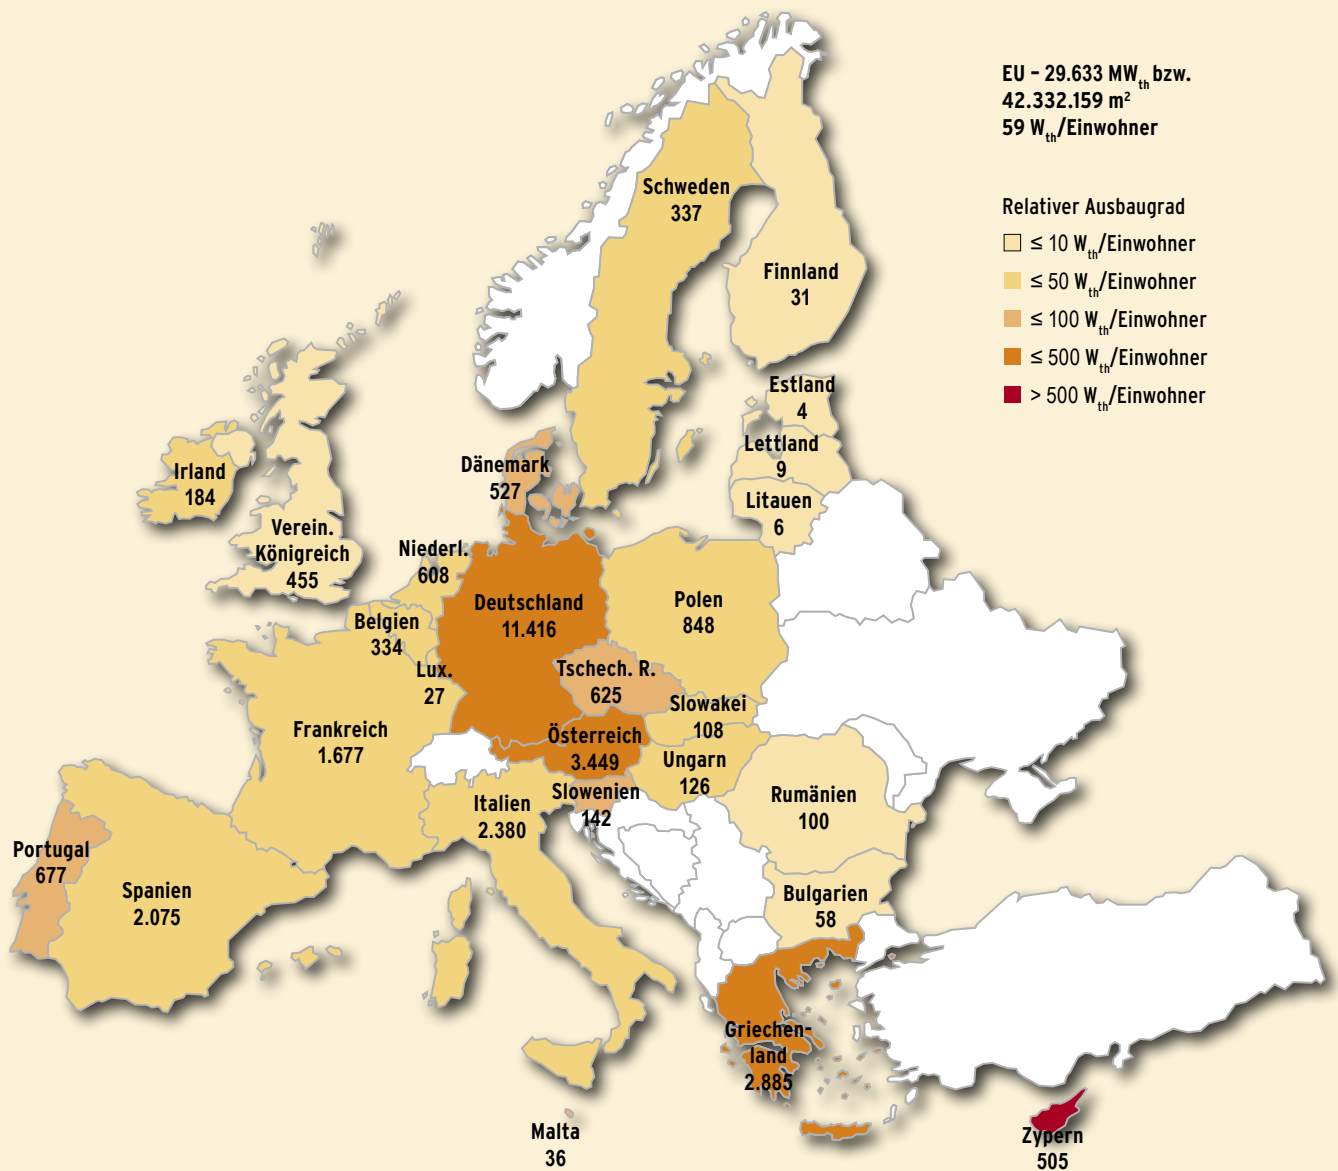 EU – 29.633 MWth bzw.
42.332.159 m²
59 Wth/Einwohner
Relativer Ausbaugrad
≤ 10 Wth/Einwohner
≤ 50 Wth/Einwohner
≤ 100 Wth/Einwohner
≤ 500 Wth/Einwohner
> 500 Wth/Einwohner
Schweden
337
Finnland
31
Estland
4
Lettland
9
Litauen
6
Dänemark
527
Irland
184
Verein.
Königreich
455
Niederl.
608
Belgien
334
Lux.
27
Deutschland
11.416
Polen
848
Tschech. R.
625
Slowakei
108
Österreich
3.449
Ungarn
126
Frankreich
1.677
Slowenien
142
Italien
2.380
Rumänien
100
Portugal
677
Spanien
2.075
Bulgarien
58
Griechen-
land
2.885
Malta
36
Zypern
505